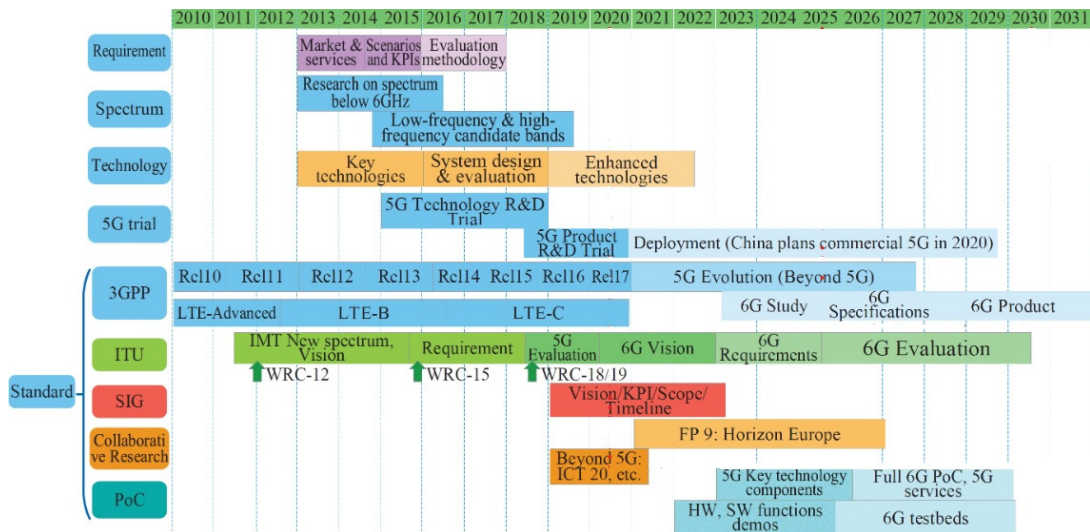 2010 2011 2012 2013 2014 2015 2016 2017 2018 2019 2020 2021 2022 2023 2024 2025 2026 2027 2028 2029 2030 2031
Requirement
Market & Scenarios Evaluation
services and KPIs methodology
Spectrum
Research on spectrum
below 6GHz
Low-frequency & high-
frequency candidate bands
Technology
Key
technologies
System design
& evaluation
Enhanced
technologies
5G trial
5G Technology R&D
Trial
5G Product
R&D Trial
Deployment (China plans commercial 5G in 2020)
Standard
3GPP
Rel10 Rel11 Rel12 Rel13 Rel14 Rel15 Rel16 Rel17 5G Evolution (Beyond 5G)
LTE-Advanced LTE-B LTE-C
6G Study
6G
Specifications
6G Product
ITU
IMT New spectrum,
Vision
Requirement
5G
Evaluation
6G Vision
6G
Requirements
6G Evaluation
WRC-12 WRC-15 WRC-18/19
SIG
Vision/KPI/Scope/
Timeline
Collaborat
ive Research
FP 9: Horizon Europe
Beyond 5G:
ICT 20, etc.
PoC
5G Key technology
components
Full 6G PoC, 5G
services
HW, SW functions
demos
6G testbeds